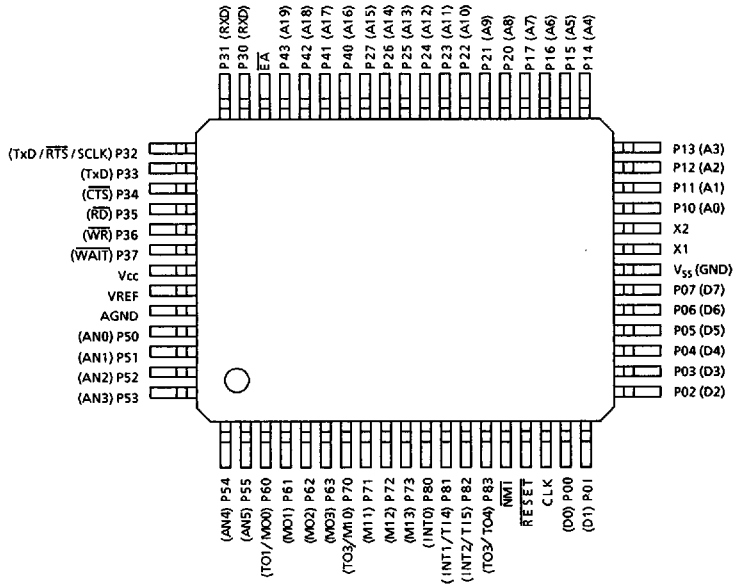 P31 (RXD)
P30 (RXD)
EA
P43 (A19)
P42 (A18)
P41 (A17)
P40 (A16)
P27 (A15)
P26 (A14)
P25 (A13)
P24 (A12)
P23 (A11)
P22 (A10)
P21 (A9)
P20 (A8)
P17 (A7)
P16 (A6)
P15 (A5)
P14 (A4)
(TxD / RTS / SCLK) P32
(TxD) P33
(CTS) P34
(RD) P35
(WR) P36
(WAIT) P37
Vcc
VREF
AGND
(AN0) P50
(AN1) P51
(AN2) P52
(AN3) P53
P13 (A3)
P12 (A2)
P11 (A1)
P10 (A0)
X2
X1
VSS (GND)
P07 (D7)
P06 (D6)
P05 (D5)
P04 (D4)
P03 (D3)
P02 (D2)
(AN4) P54
(AN5) P55
(TO1/MO0) P60
(MO1) P61
(MO2) P62
(MO3) P63
(TO3/M10) P70
(M11) P71
(M12) P72
(M13) P73
(INT0) P80
(INT1/TI4) P81
(INT2/TI5) P82
(TO3/TO4) P83
NMI
RESET
CLK
(D0) P00
(D1) P01